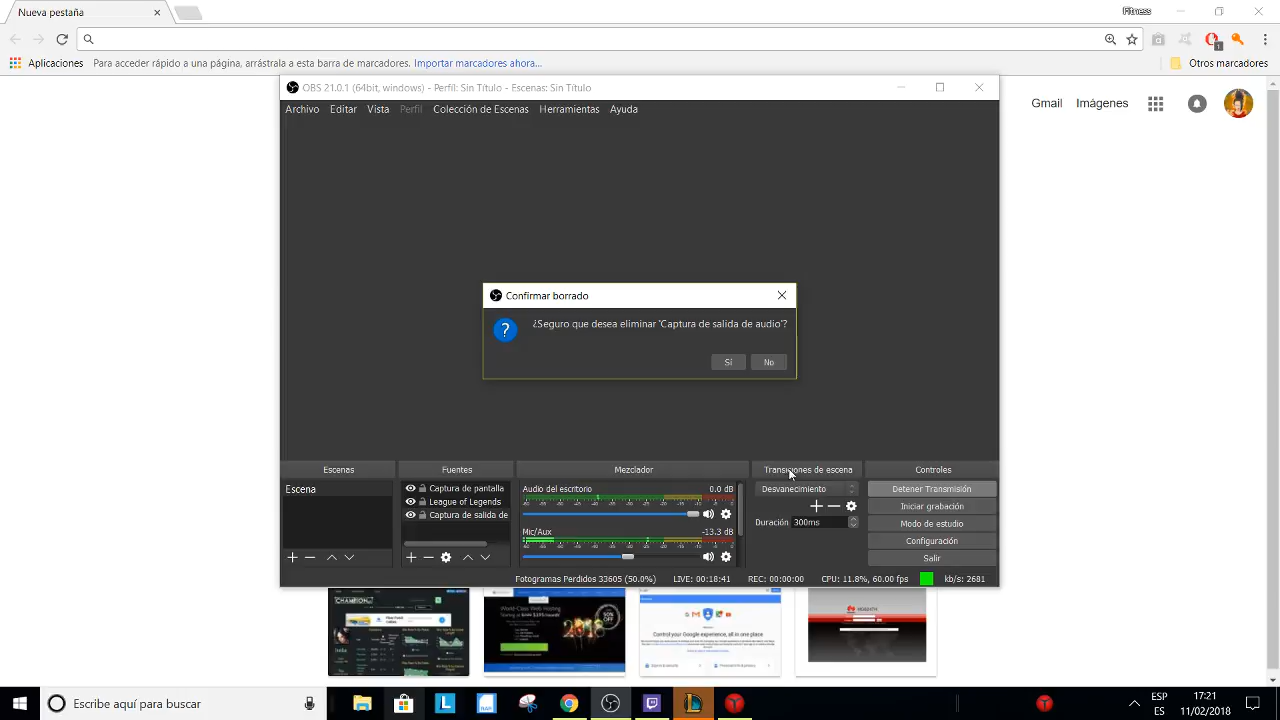 Nueva pestaña
Fitness
Aplicaciones Para acceder rápido a una página, arrástrala a esta barra de marcadores. Importar marcadores ahora... Otros marcadores
OBS 21.0.1 (64bit, windows) - Perfil: Sin Título - Escenas: Sin Título
Gmail Imágenes
Archivo Editar Vista Perfil Colección de Escenas Herramientas Ayuda
Confirmar borrado
¿Seguro que desea eliminar 'Captura de salida de audio'?
Sí No
Escenas Fuentes Mezclador Transiciones de escena Controles
Escena
Captura de pantalla
League of Legends
Captura de salida de
Audio del escritorio 0.0 dB
Mic/Aux -13.3 dB
Desvanecimiento
Duración 300ms
Detener Transmisión
Iniciar grabación
Modo de estudio
Configuración
Salir
Fotogramas Perdidos 33605 (50.0%) LIVE: 00:18:41 REC: 00:00:00 CPU: 11.8%, 60.00 fps kb/s: 2681
Control your Google experience, all in one place
Escribe aquí para buscar
ESP
ES
17:21
11/02/2018